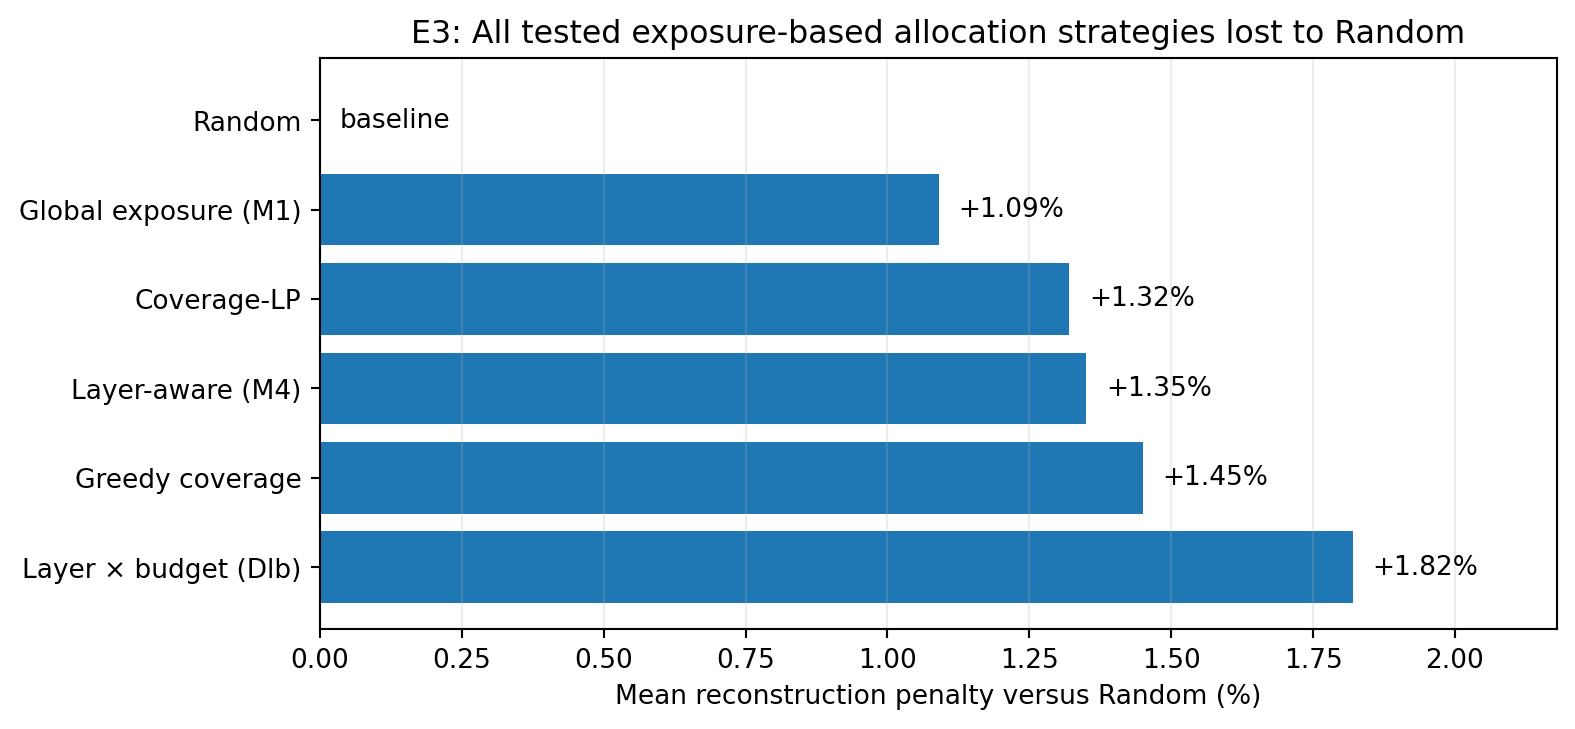 E3: All tested exposure-based allocation strategies lost to Random
Random
baseline
Global exposure (M1)
+1.09%
Coverage-LP
+1.32%
Layer-aware (M4)
+1.35%
Greedy coverage
+1.45%
Layer × budget (Dlb)
+1.82%
0.00 0.25 0.50 0.75 1.00 1.25 1.50 1.75 2.00
Mean reconstruction penalty versus Random (%)